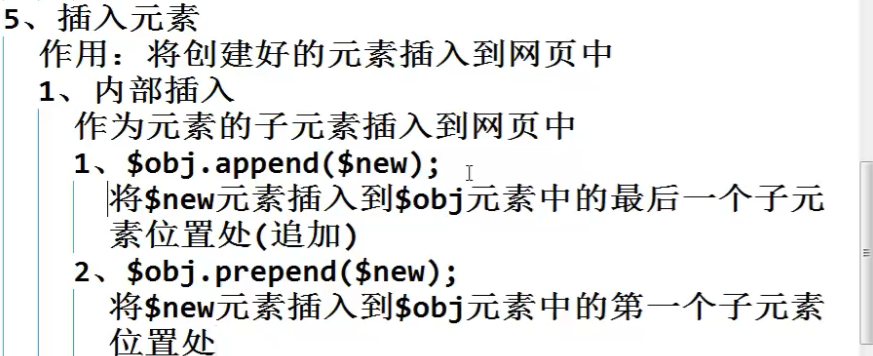 5、插入元素
作用：将创建好的元素插入到网页中
1、内部插入
作为元素的子元素插入到网页中
1、$obj.append($new);
将$new元素插入到$obj元素中的最后一个子元
素位置处(追加)
2、$obj.prepend($new);
将$new元素插入到$obj元素中的第一个子元素
位置处